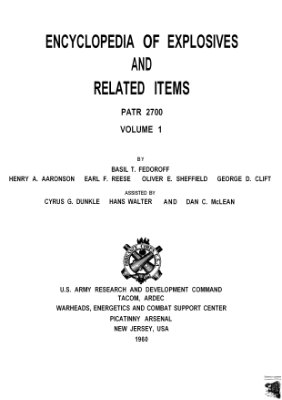 ENCYCLOPEDIA OF EXPLOSIVES
AND
RELATED ITEMS
PATR 2700
VOLUME 1
BY
BASIL T. FEDOROFF
HENRY A. AARONSON EARL F. REESE OLIVER E. SHEFFIELD GEORGE D. CLIFT
ASSISTED BY
CYRUS G. DUNKLE HANS WALTER AND DAN C. McLEAN
U.S. ARMY RESEARCH AND DEVELOPMENT COMMAND
TACOM, ARDEC
WARHEADS, ENERGETICS AND COMBAT SUPPORT CENTER
PICATINNY ARSENAL
NEW JERSEY, USA
1960